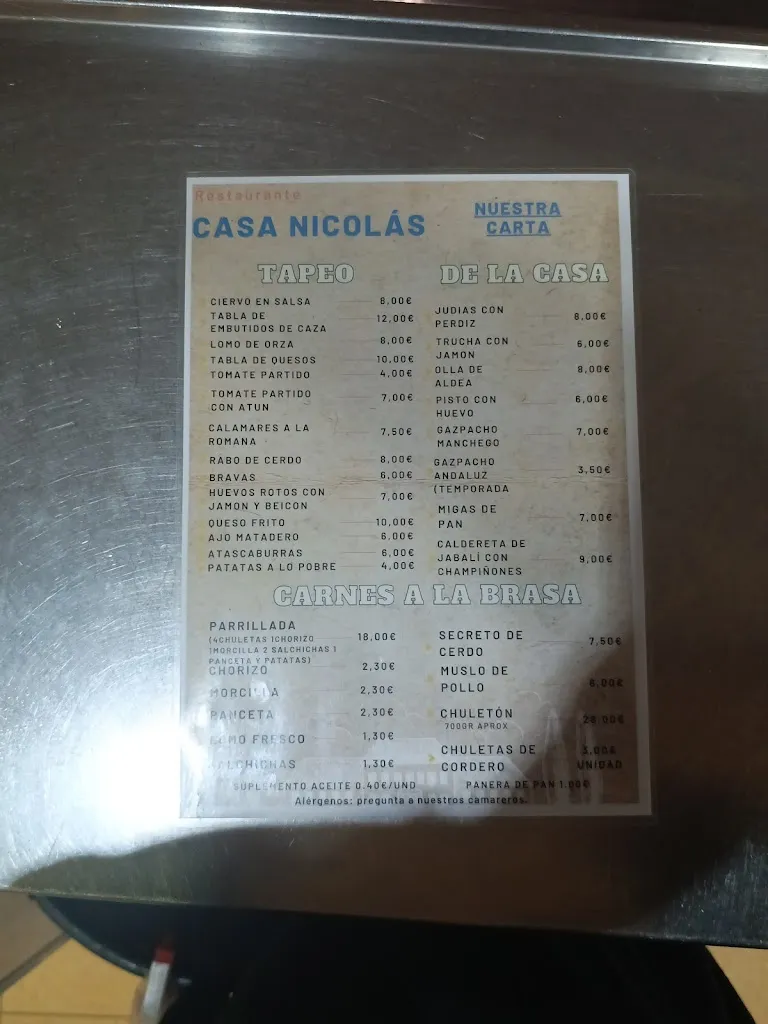 Restaurante
CASA NICOLÁS
NUESTRA
CARTA
TAPEO
CIERVO EN SALSA 6,00€
TABLA DE
EMBUTIDOS DE CAZA 12,00€
LOMO DE ORZA 8,00€
TABLA DE QUESOS 10,00€
TOMATE PARTIDO 4,00€
TOMATE PARTIDO
CON ATUN 7,00€
CALAMARES A LA
ROMANA 7,50€
RABO DE CERDO 8,00€
BRAVAS 6,00€
HUEVOS ROTOS CON
JAMON Y BEICON 7,00€
QUESO FRITO 10,00€
AJO MATADERO 6,00€
ATASCABURRAS 6,00€
PATATAS A LO POBRE 4,00€
DE LA CASA
JUDIAS CON
PERDIZ 8,00€
TRUCHA CON
JAMON 6,00€
OLLA DE
ALDEA 8,00€
PISTO CON
HUEVO 6,00€
GAZPACHO
MANCHEGO 7,00€
GAZPACHO
ANDALUZ 3,50€
(TEMPORADA
MIGAS DE
PAN 7,00€
CALDERETA DE
JABALÍ CON 9,00€
CHAMPIÑONES
CARNES A LA BRASA
PARRILLADA
(4CHULETAS 1CHORIZO 18,00€
1MORCILLA 2 SALCHICHAS 1
PANCETA Y PATATAS)
CHORIZO 2,30€
MORCILLA 2,30€
PANCETA 2,30€
LOMO FRESCO 1,30€
SALCHICHAS 1,30€
SECRETO DE
CERDO 7,50€
MUSLO DE
POLLO 6,00€
CHULETÓN
700GR APROX
CHULETAS DE 3,00€
CORDERO UNIDAD
SUPLEMENTO ACEITE 0.40€/UND PANERA DE PAN
Alérgenos: pregunta a nuestros camareros.